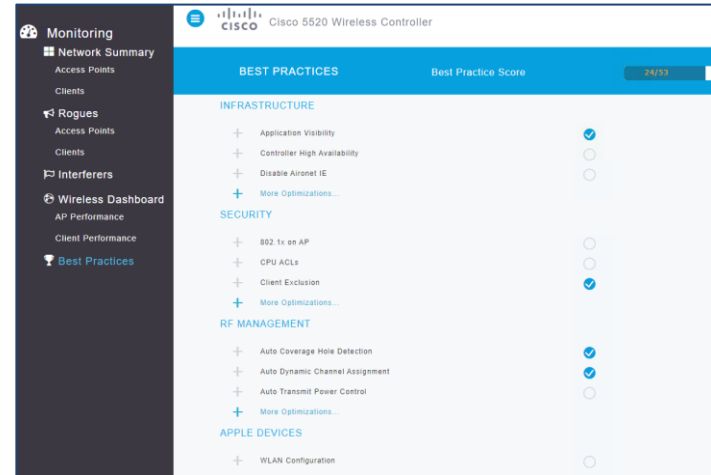 Monitoring
Network Summary
Access Points
Clients
Rogues
Access Points
Clients
Interferers
Wireless Dashboard
AP Performance
Client Performance
Best Practices
CISCO
Cisco 5520 Wireless Controller
BEST PRACTICES
Best Practice Score
24/53
INFRASTRUCTURE
Application Visibility
Controller High Availability
Disable Aironet IE
More Optimizations...
SECURITY
802.1x on AP
CPU ACLs
Client Exclusion
More Optimizations...
RF MANAGEMENT
Auto Coverage Hole Detection
Auto Dynamic Channel Assignment
Auto Transmit Power Control
More Optimizations...
APPLE DEVICES
WLAN Configuration